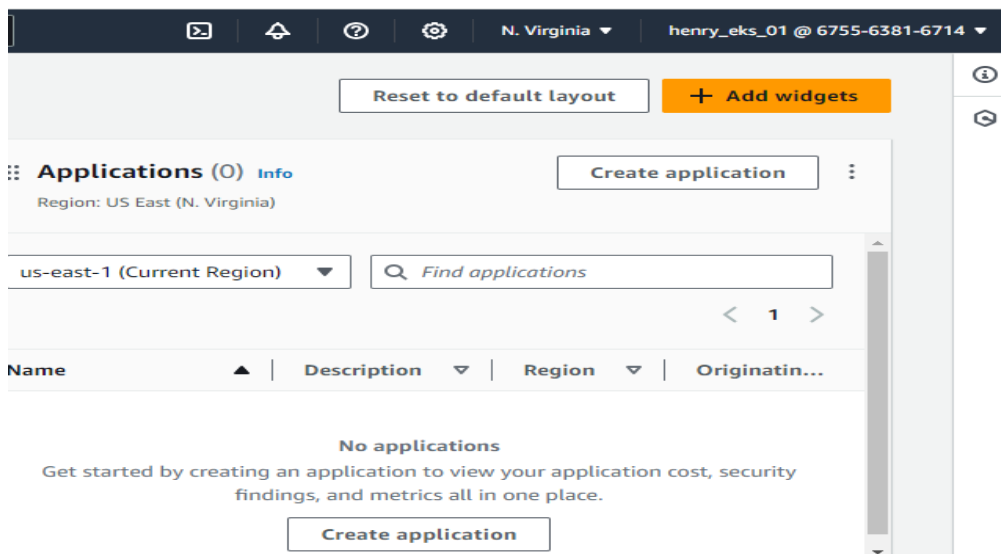 N. Virginia henry_eks_01 @ 6755-6381-6714
Reset to default layout + Add widgets
Applications (0) Info Create application
Region: US East (N. Virginia)
us-east-1 (Current Region) Find applications
< 1 >
Name Description Region Originatin...
No applications
Get started by creating an application to view your application cost, security
findings, and metrics all in one place.
Create application